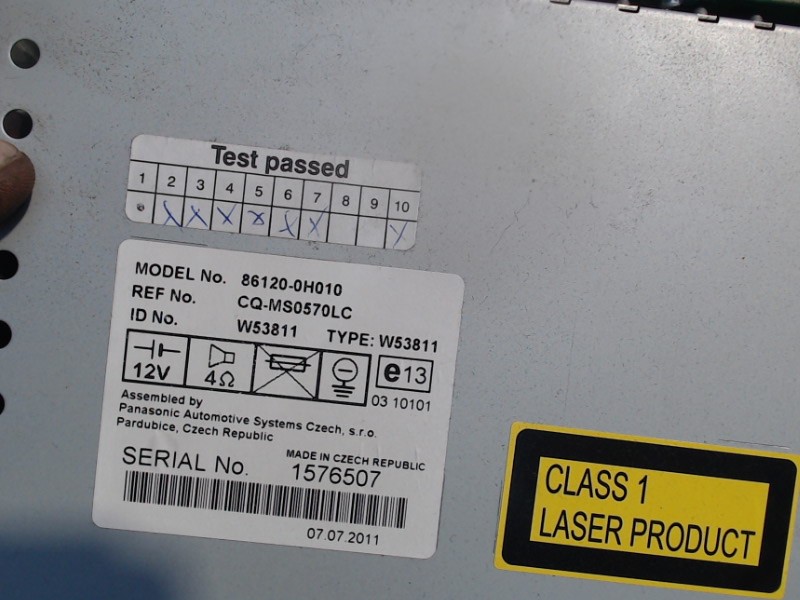 Test passed
1 2 3 4 5 6 7 8 9 10
X X X X X X X
MODEL No. 86120-0H010
REF No. CQ-MS0570LC
ID No. W53811 TYPE: W53811
12V 4Ω e13
03 10101
Assembled by
Panasonic Automotive Systems Czech, s.r.o.
Pardubice, Czech Republic
MADE IN CZECH REPUBLIC
SERIAL No. 1576507
07.07.2011
CLASS 1
LASER PRODUCT